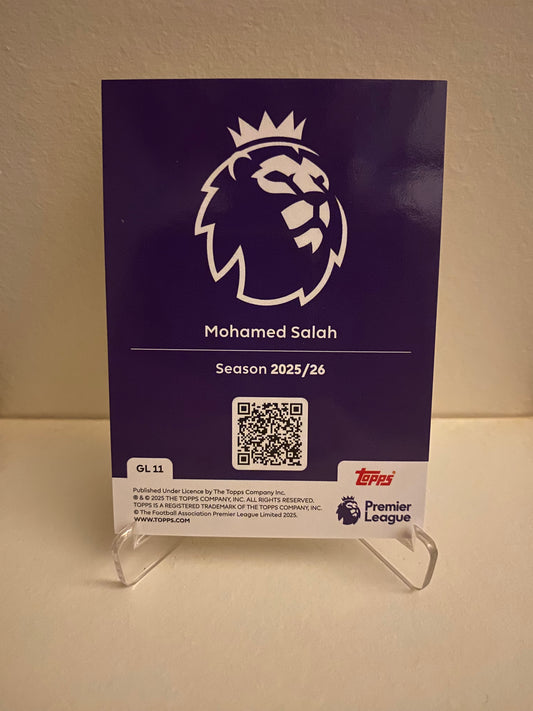 Mohamed Salah
Season 2025/26
GL 11
Topps
Published Under Licence by The Topps Company Inc.
® & © 2025 THE TOPPS COMPANY, INC. ALL RIGHTS RESERVED.
TOPPS IS A REGISTERED TRADEMARK OF THE TOPPS COMPANY, INC.
© The Football Association Premier League Limited 2025.
WWW.TOPPS.COM
Premier
League